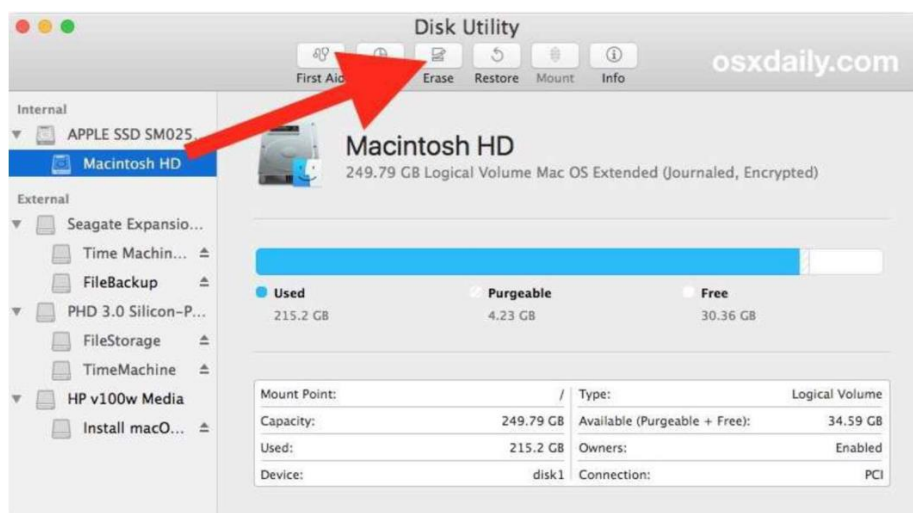 Disk Utility
First Aid
Erase
Restore
Mount
Info
osxdaily.com
Internal
APPLE SSD SM025...
Macintosh HD
External
Seagate Expansio...
Time Machin...
FileBackup
PHD 3.0 Silicon-P...
FileStorage
TimeMachine
HP v100w Media
Install macO...
Macintosh HD
249.79 GB Logical Volume Mac OS Extended (Journaled, Encrypted)
Used
215.2 GB
Purgeable
4.23 GB
Free
30.36 GB
Mount Point: /
Type: Logical Volume
Capacity: 249.79 GB
Available (Purgeable + Free): 34.59 GB
Used: 215.2 GB
Owners: Enabled
Device: disk1
Connection: PCI